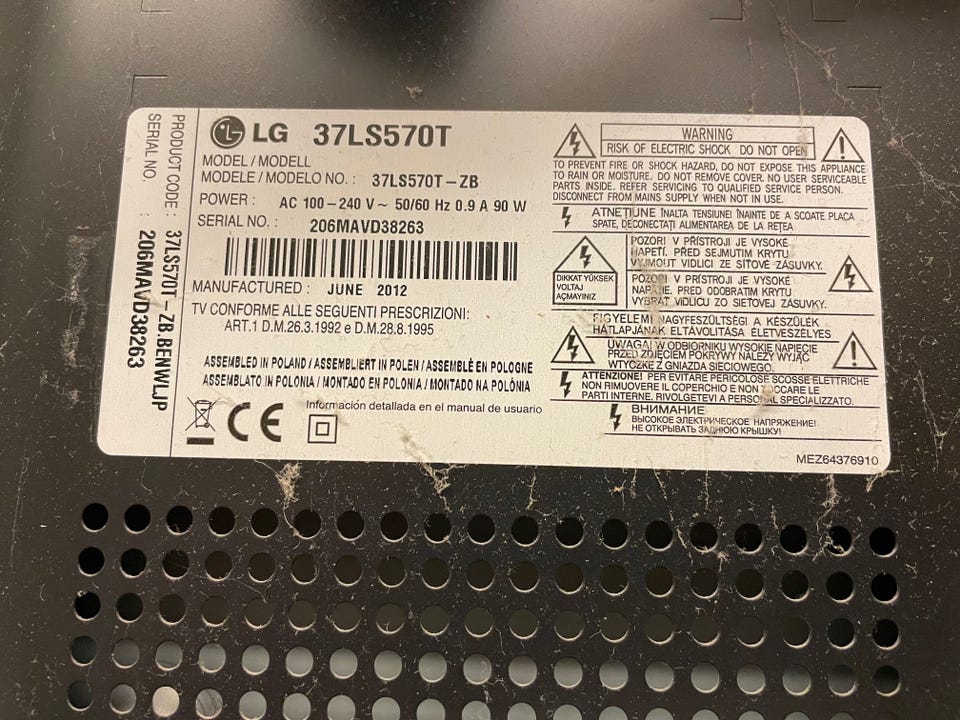 PRODUCT CODE : 37LS570T-ZB.BENWLJP
SERIAL NO. : 206MAVD38263
LG 37LS570T
MODEL / MODELL
MODELE / MODELO NO. : 37LS570T-ZB
POWER : AC 100-240 V~ 50/60 Hz 0.9 A 90 W
SERIAL NO. :
206MAVD38263
MANUFACTURED : JUNE 2012
TV CONFORME ALLE SEGUENTI PRESCRIZIONI:
ART.1 D.M.26.3.1992 e D.M.28.8.1995
ASSEMBLED IN POLAND / ASSEMBLIERT IN POLEN / ASSEMBLÉ EN POLOGNE
ASSEMBLATO IN POLONIA / MONTADO EN POLONIA / MONTADO NA POLÓNIA
CE
Información detallada en el manual de usuario
WARNING
RISK OF ELECTRIC SHOCK DO NOT OPEN
TO PREVENT FIRE OR SHOCK HAZARD, DO NOT EXPOSE THIS APPLIANCE
TO RAIN OR MOISTURE. DO NOT REMOVE COVER. NO USER SERVICEABLE
PARTS INSIDE. REFER SERVICING TO QUALIFIED SERVICE PERSON.
DISCONNECT FROM MAINS SUPPLY WHEN NOT IN USE.
ATNEȚIUNE ÎNALTA TENSIUNE! ÎNAINTE DE A SCOATE PLACA
SPATE, DECONECTAȚI ALIMENTAREA DE LA REȚEA
DIKKAT YÜKSEK
VOLTAJ
AÇMAYINIZ
POZOR! V PŘÍSTROJI JE VYSOKÉ
NAPĚTÍ. PŘED SEJMUTIM KRYTU
VYJMOUT VIDLICI ZE SÍŤOVÉ ZÁSUVKY.
POZOR! V PRÍSTROJI JE VYSOKÉ
NAPÄTIE. PRED ODOBRATIM KRYTU
VYBRAŤ VIDLICU ZO SIEŤOVEJ ZÁSUVKY.
FIGYELEM! NAGYFESZÜLTSÉG! A KÉSZÜLÉK
HÁTLAPJÁNAK ELTÁVOLÍTÁSA ÉLETVESZÉLYES
UWAGA! W ODBIORNIKU WYSOKIE NAPIĘCIE
PRZED ZDJĘCIEM POKRYWY NALEŻY WYJĄĆ
WTYCZKĘ Z GNIAZDA SIECIOWEGO.
ATTENZIONE! PER EVITARE PERICOLOSE SCOSSE ELETTRICHE
NON RIMUOVERE IL COPERCHIO E NON TOCCARE LE
PARTI INTERNE. RIVOLGETEVI A PERSONAL SPECIALIZZATO.
ВНИМАНИЕ
ВЫСОКОЕ ЭЛЕКТРИЧЕСКОЕ НАПРЯЖЕНИЕ!
НЕ ОТКРЫВАТЬ ЗАДНЮЮ КРЫШКУ!
MEZ64376910